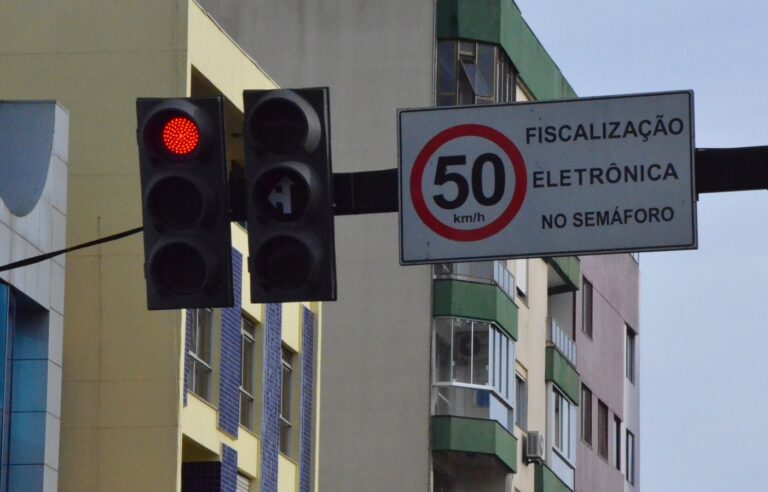 50
km/h
FISCALIZAÇÃO
ELETRÔNICA
NO SEMÁFORO